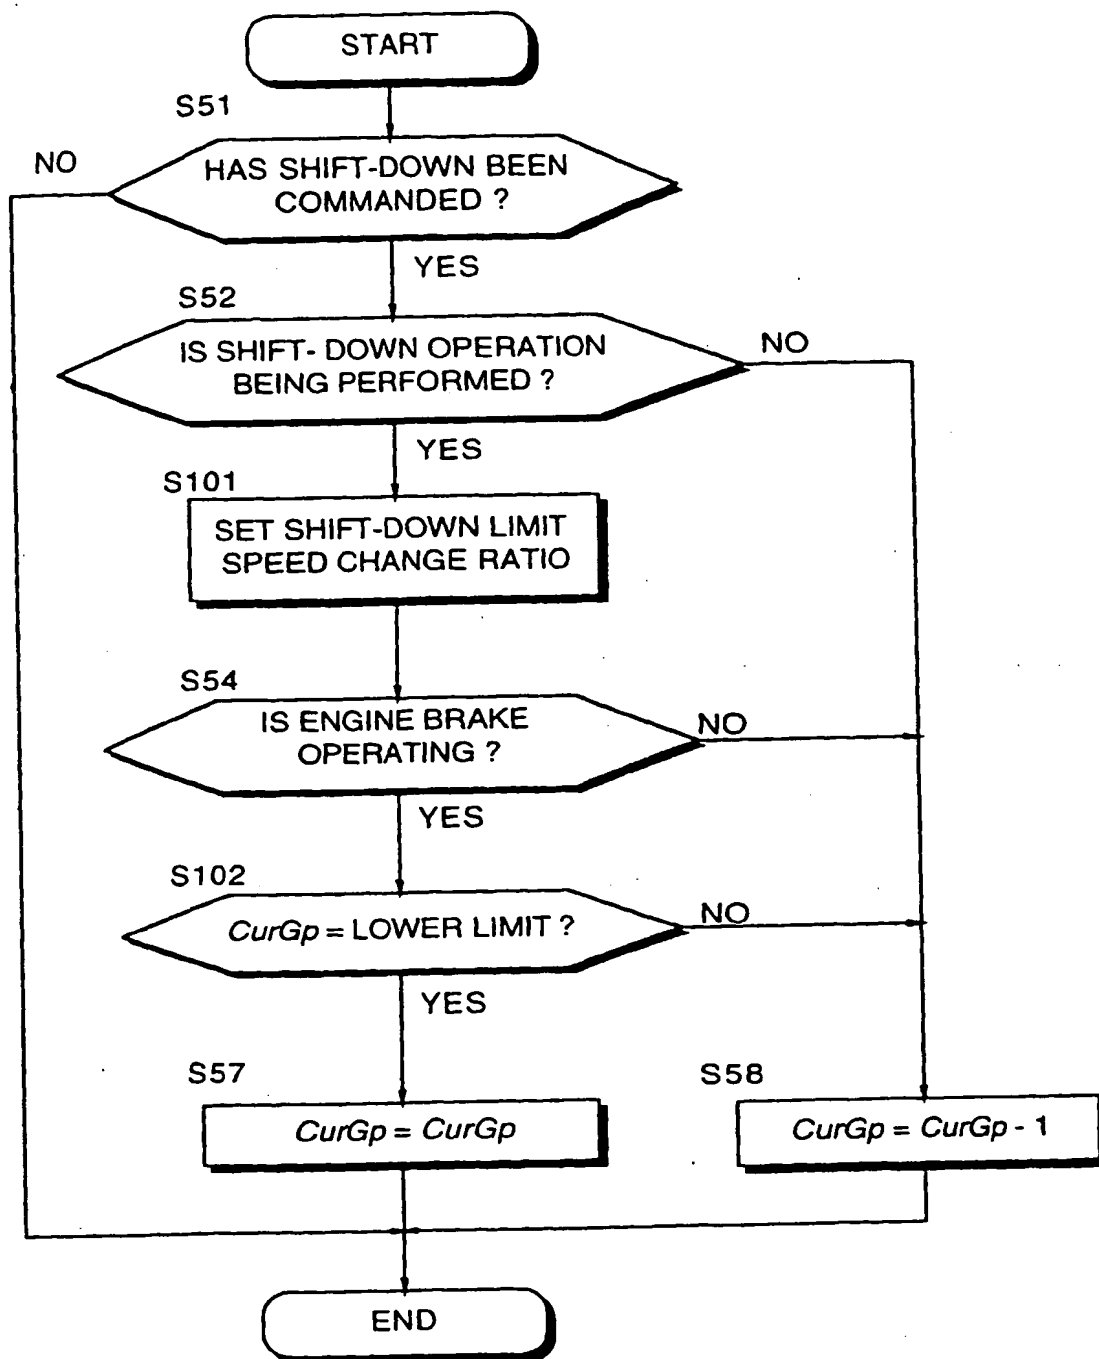 START
S51
NO
HAS SHIFT-DOWN BEEN
COMMANDED ?
YES
S52
IS SHIFT- DOWN OPERATION
BEING PERFORMED ?
NO
YES
S101
SET SHIFT-DOWN LIMIT
SPEED CHANGE RATIO
S54
IS ENGINE BRAKE
OPERATING ?
NO
YES
S102
CurGp = LOWER LIMIT ?
NO
YES
S57
CurGp = CurGp
S58
CurGp = CurGp - 1
END